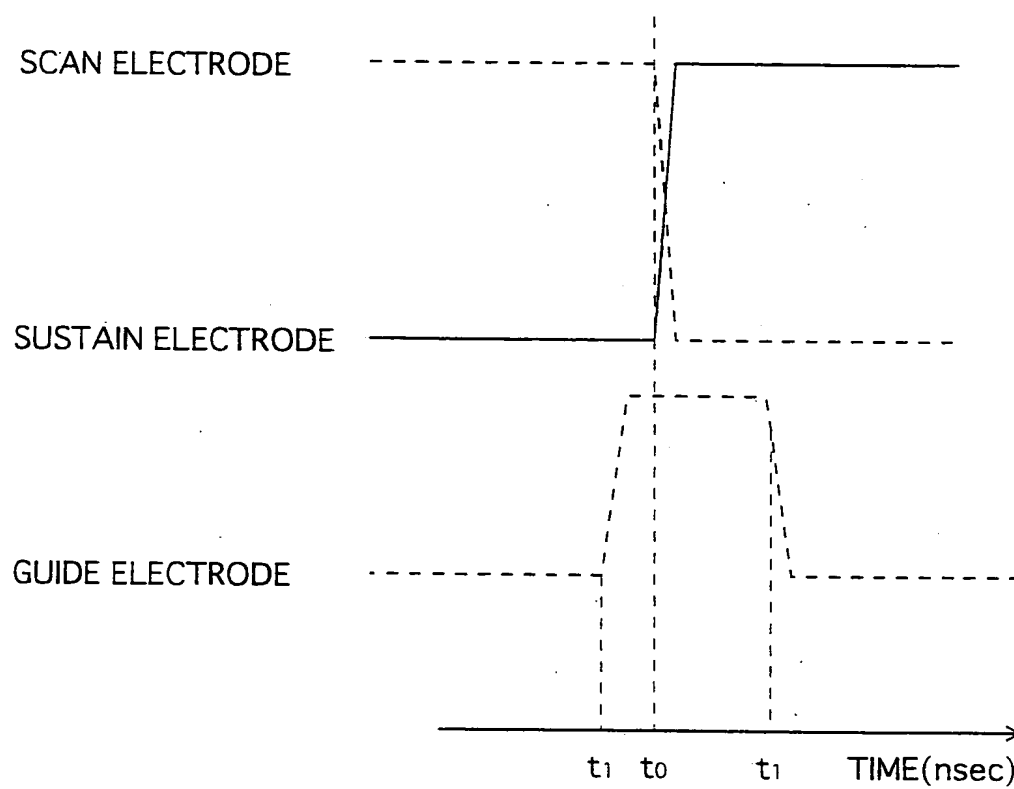 SCAN ELECTRODE
SUSTAIN ELECTRODE
GUIDE ELECTRODE
t1 t0 t1 TIME(nsec)